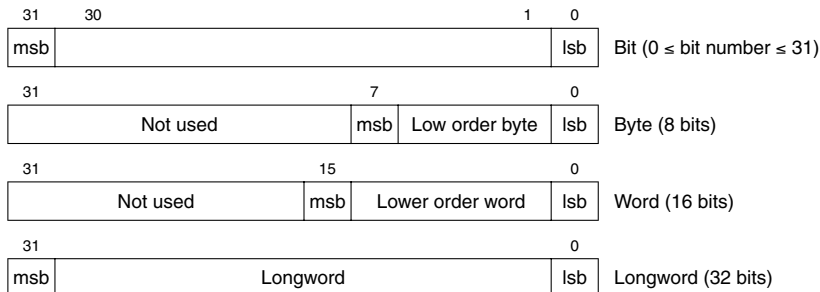 31 30 1 0
msb lsb Bit (0 ≤ bit number ≤ 31)
31 7 0
Not used msb Low order byte lsb Byte (8 bits)
31 15 0
Not used msb Lower order word lsb Word (16 bits)
31 0
msb Longword lsb Longword (32 bits)